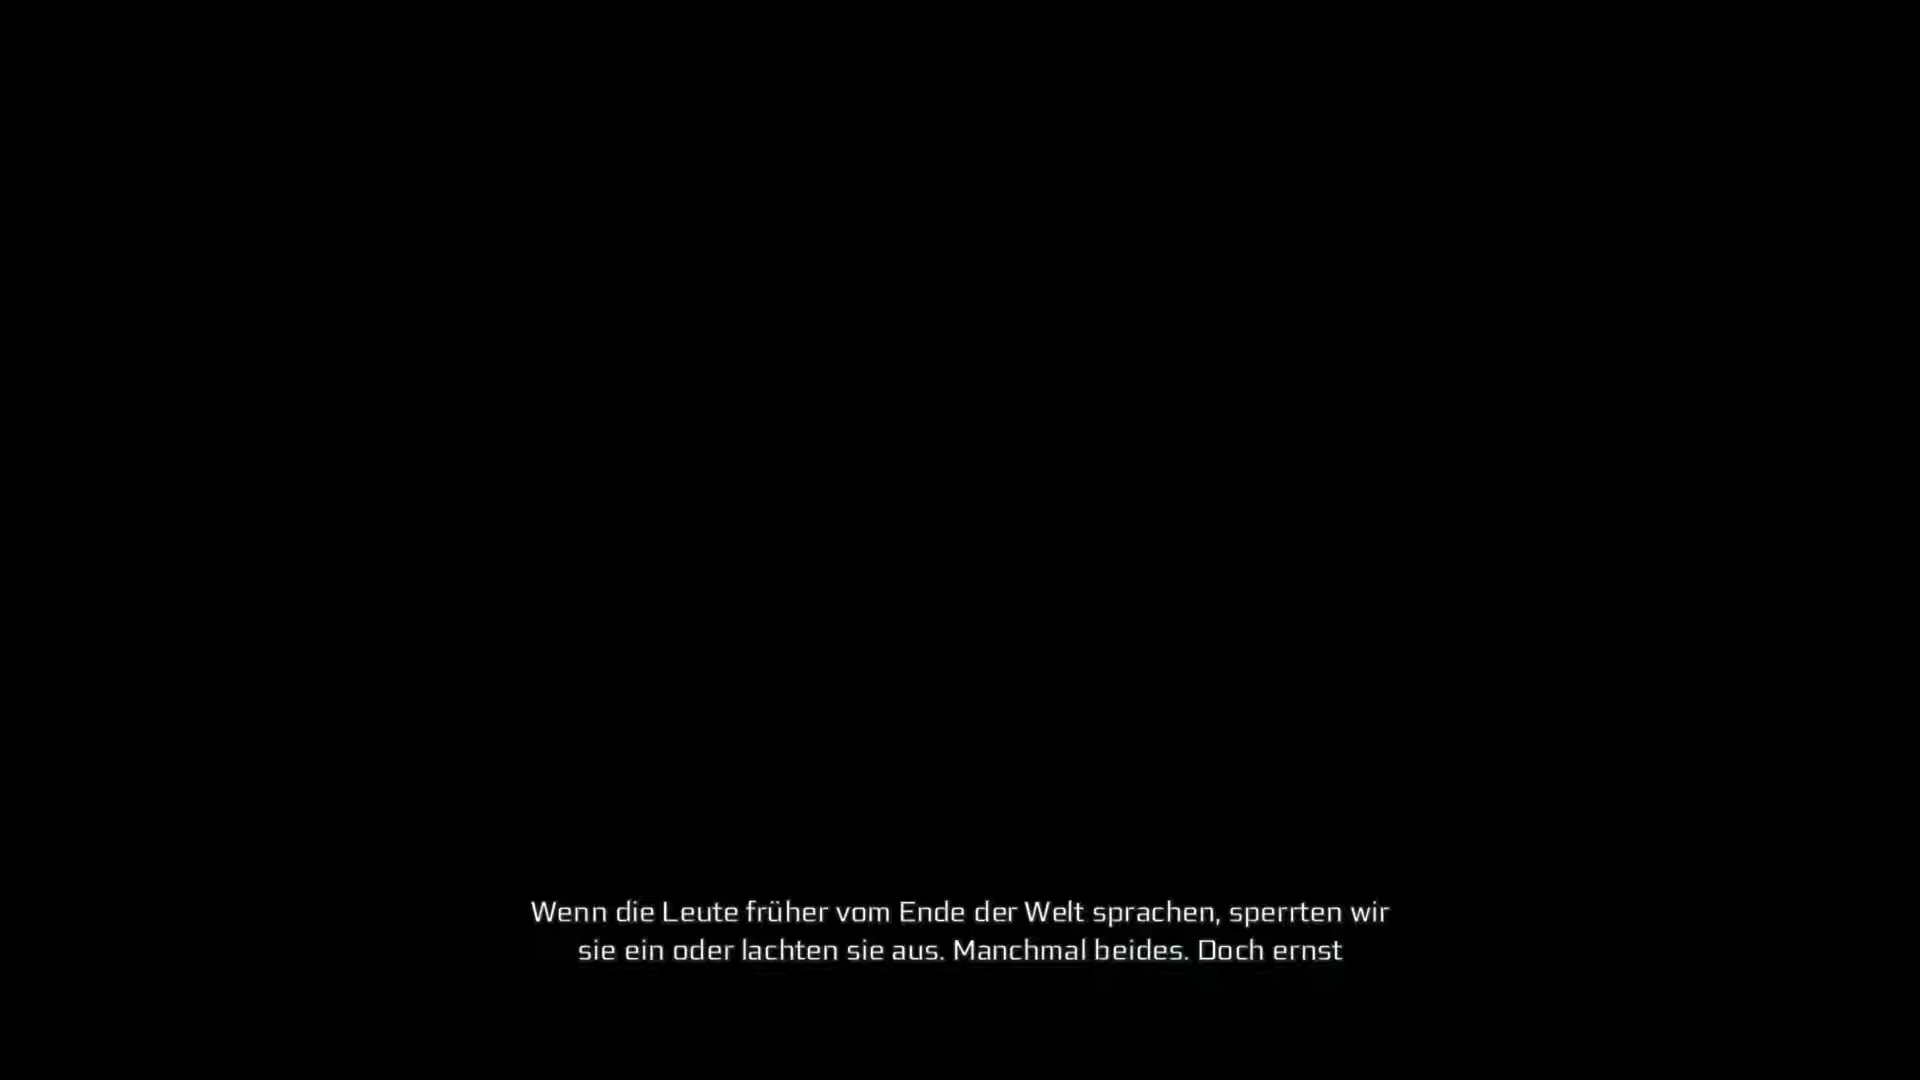 Wenn die Leute früher vom Ende der Welt sprachen, sperrten wir
sie ein oder lachten sie aus. Manchmal beides. Doch ernst